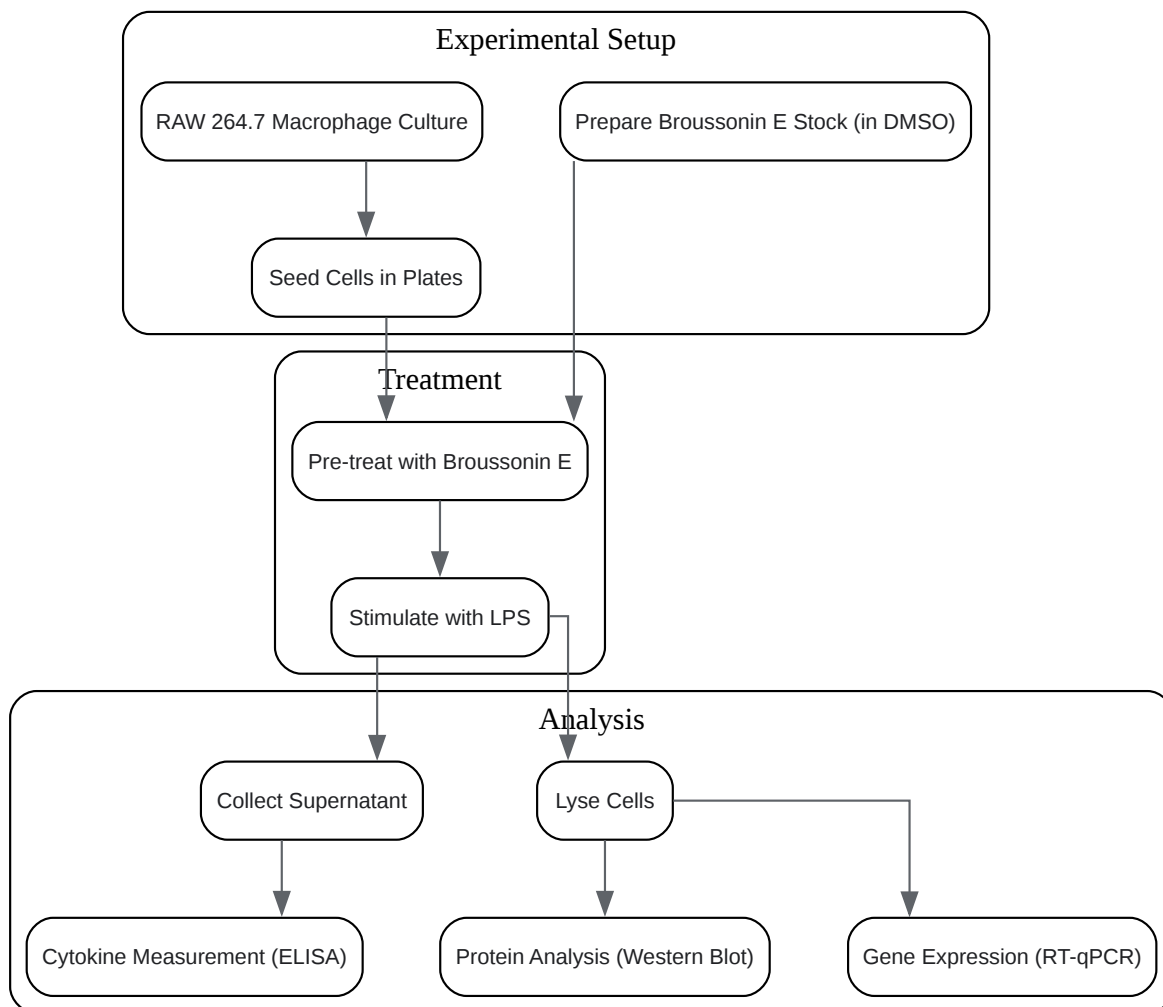 Experimental Setup
RAW 264.7 Macrophage Culture
Prepare Broussonin E Stock (in DMSO)
Seed Cells in Plates
Treatment
Pre-treat with Broussonin E
Stimulate with LPS
Analysis
Collect Supernatant
Lyse Cells
Cytokine Measurement (ELISA)
Protein Analysis (Western Blot)
Gene Expression (RT-qPCR)